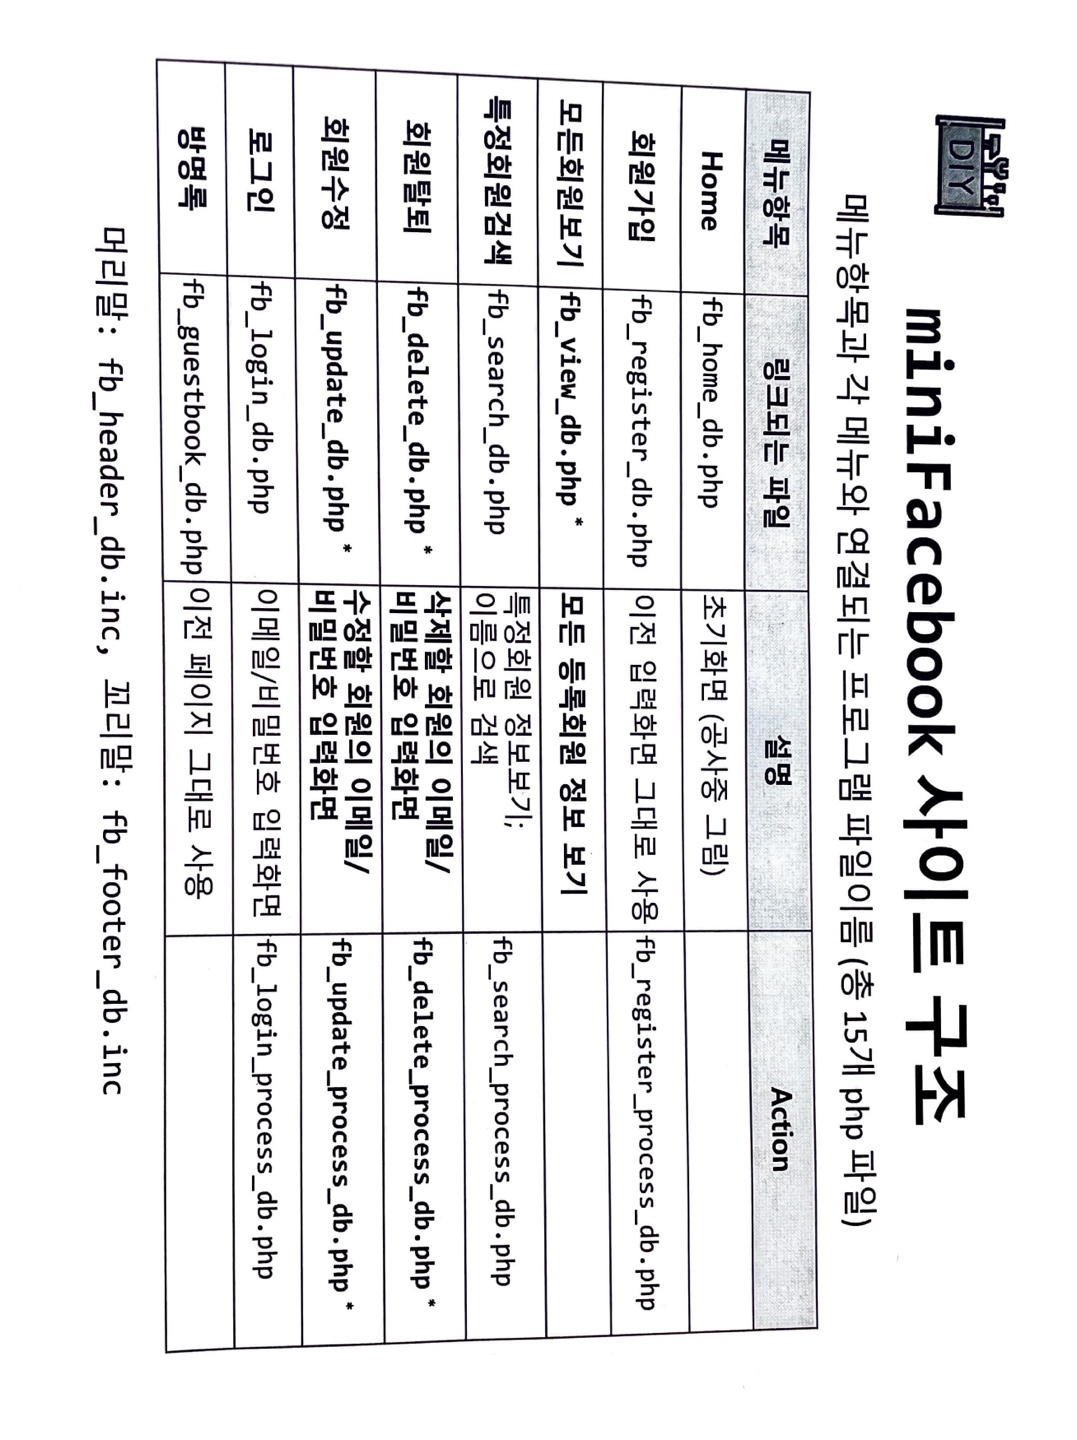 DIY
miniFacebook 사이트 구조
메뉴항목과 각 메뉴와 연결되는 프로그램 파일이름 (총 15개 php 파일)
메뉴항목 링크되는 파일 설명 Action
Home fb_home_db.php 초기화면 (공사중 그림)
회원가입 fb_register_db.php 이전 입력화면 그대로 사용 fb_register_process_db.php
모든회원보기 fb_view_db.php * 모든 등록회원 정보 보기
특정회원검색 fb_search_db.php 특정회원 정보보기;
이름으로 검색 fb_search_process_db.php
회원탈퇴 fb_delete_db.php * 삭제할 회원의 이메일/
비밀번호 입력화면 fb_delete_process_db.php *
회원수정 fb_update_db.php * 수정할 회원의 이메일/
비밀번호 입력화면 fb_update_process_db.php *
로그인 fb_login_db.php 이메일/비밀번호 입력화면 fb_login_process_db.php
방명록 fb_guestbook_db.php 이전 페이지 그대로 사용
머리말: fb_header_db.inc, 꼬리말: fb_footer_db.inc